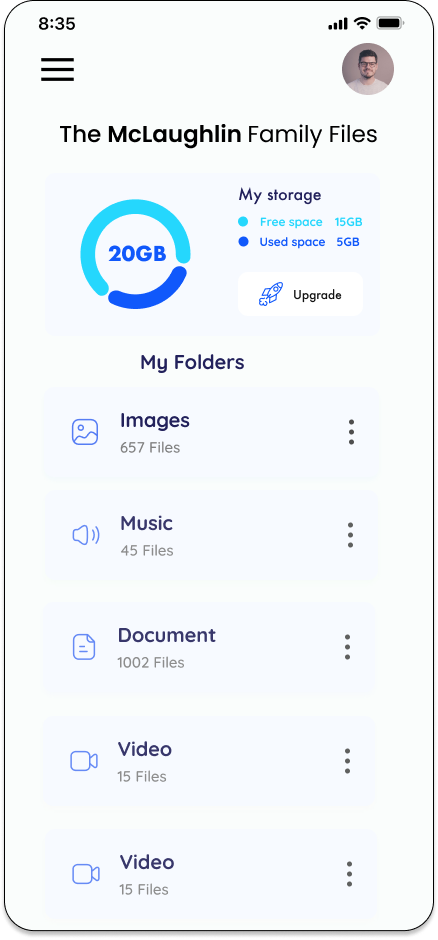 8:35
The McLaughlin Family Files
My storage
Free space 15GB
20GB
Used space 5GB
Upgrade
My Folders
Images
657 Files
Music
45 Files
Document
1002 Files
Video
15 Files
Video
15 Files